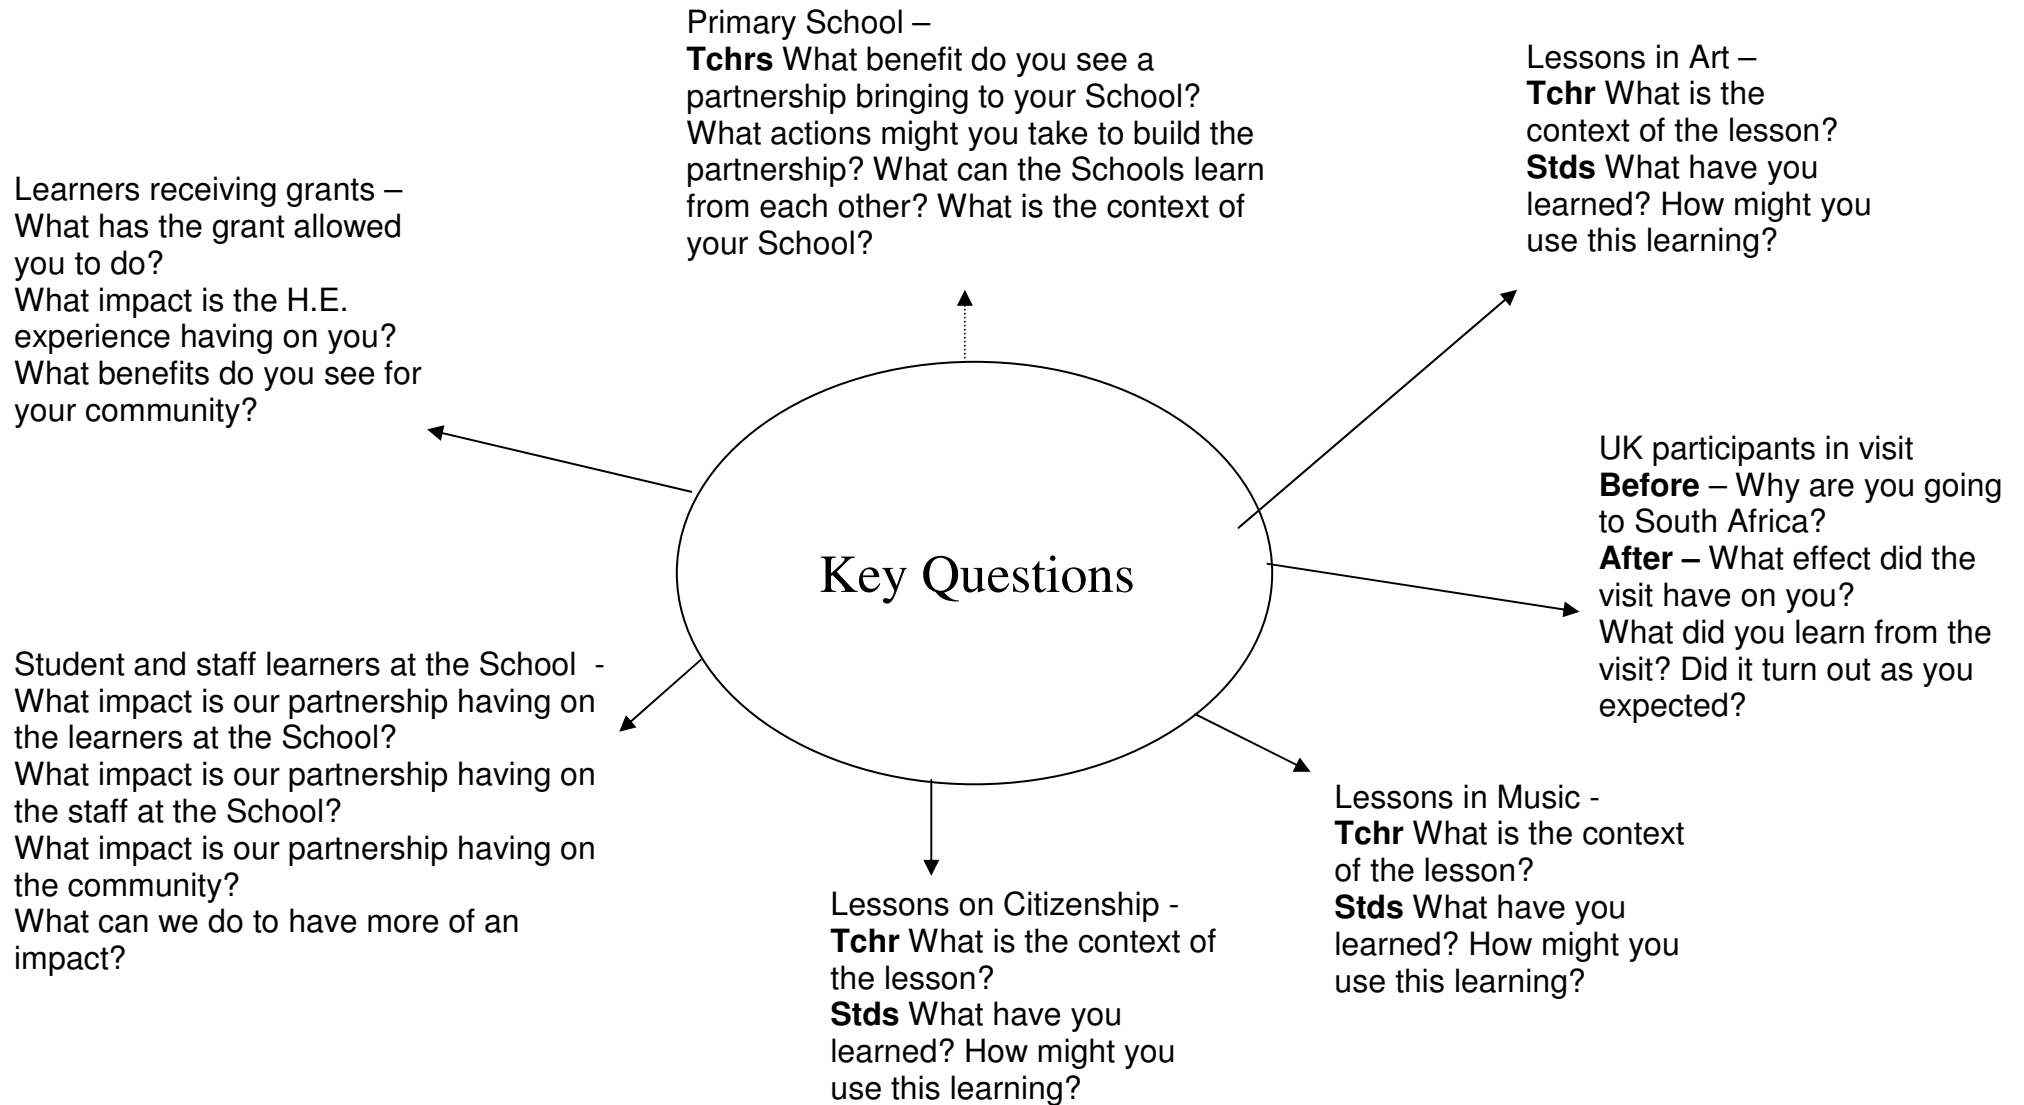 Primary School –
Tchrs What benefit do you see a
partnership bringing to your School?
What actions might you take to build the
partnership? What can the Schools learn
from each other? What is the context of
your School?
Lessons in Art –
Tchr What is the
context of the lesson?
Stds What have you
learned? How might you
use this learning?
Learners receiving grants –
What has the grant allowed
you to do?
What impact is the H.E.
experience having on you?
What benefits do you see for
your community?
Key Questions
UK participants in visit
Before – Why are you going
to South Africa?
After – What effect did the
visit have on you?
What did you learn from the
visit? Did it turn out as you
expected?
Student and staff learners at the School -
What impact is our partnership having on
the learners at the School?
What impact is our partnership having on
the staff at the School?
What impact is our partnership having on
the community?
What can we do to have more of an
impact?
Lessons on Citizenship -
Tchr What is the context of
the lesson?
Stds What have you
learned? How might you
use this learning?
Lessons in Music -
Tchr What is the context
of the lesson?
Stds What have you
learned? How might you
use this learning?